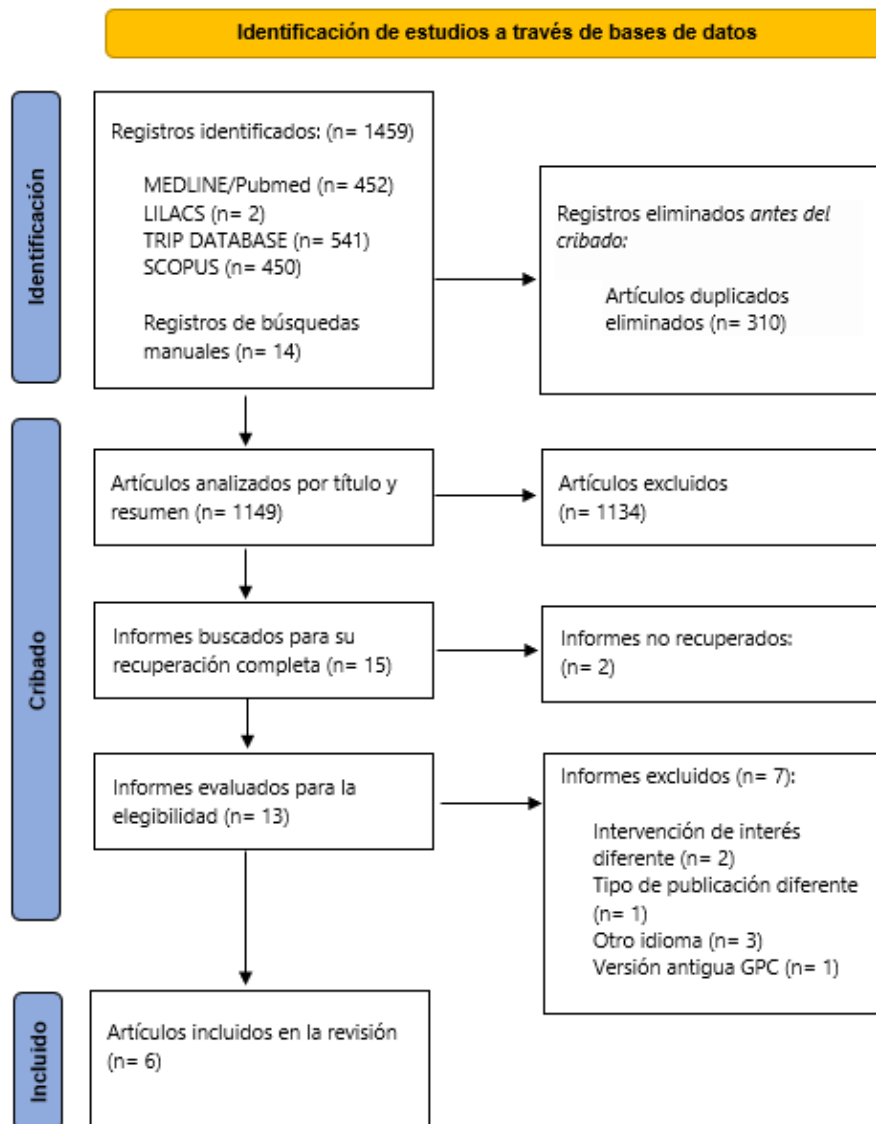 Identificación de estudios a través de bases de datos
Identificación
Registros identificados: (n= 1459)
MEDLINE/Pubmed (n= 452)
LILACS (n= 2)
TRIP DATABASE (n= 541)
SCOPUS (n= 450)
Registros de búsquedas
manuales (n= 14)
Registros eliminados antes del
cribado:
Artículos duplicados
eliminados (n= 310)
Cribado
Artículos analizados por título y
resumen (n= 1149)
Artículos excluidos
(n= 1134)
Informes buscados para su
recuperación completa (n= 15)
Informes no recuperados:
(n= 2)
Informes evaluados para la
elegibilidad (n= 13)
Informes excluidos (n= 7):
Intervención de interés
diferente (n= 2)
Tipo de publicación diferente
(n= 1)
Otro idioma (n= 3)
Versión antigua GPC (n= 1)
Incluido
Artículos incluidos en la revisión
(n= 6)